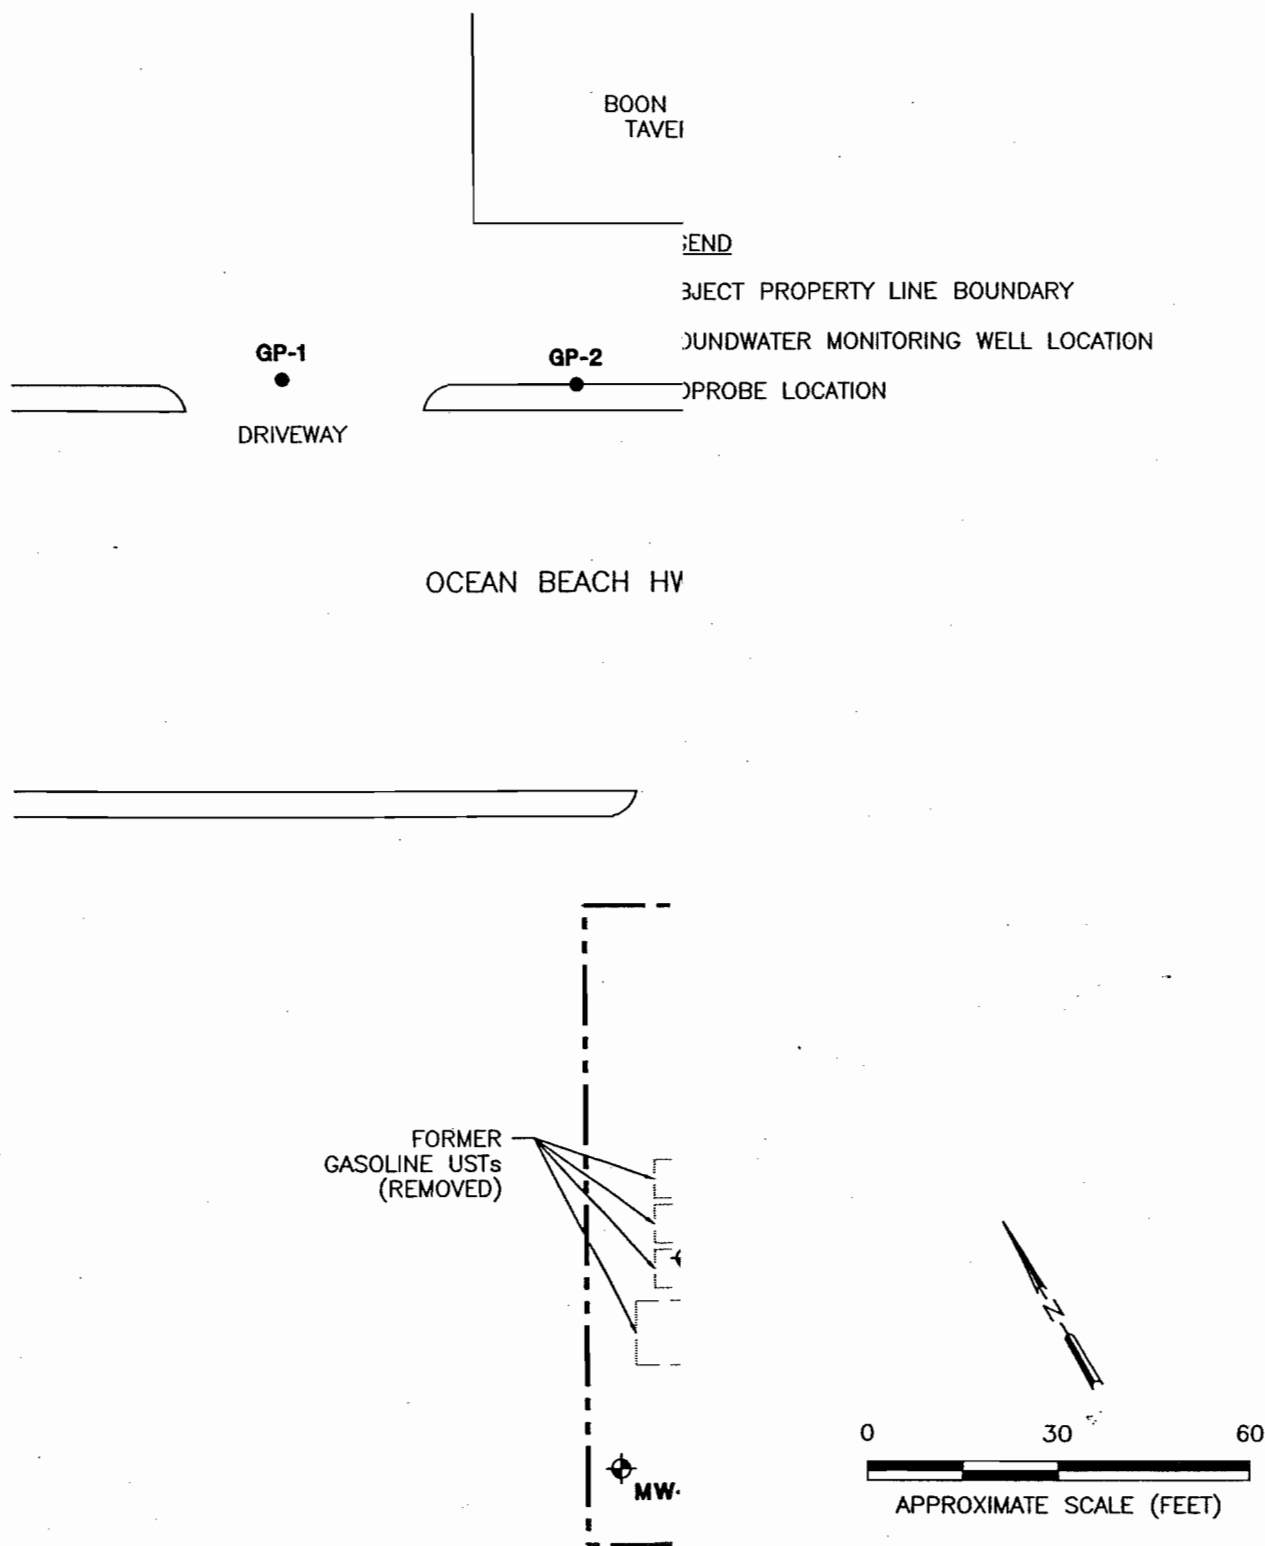 BOON
TAVE
END
JECT PROPERTY LINE BOUNDARY
UNDWATER MONITORING WELL LOCATION
PROBE LOCATION
GP-1
GP-2
DRIVEWAY
OCEAN BEACH HW
FORMER
GASOLINE USTs
(REMOVED)
N
MW-
0 30 60
APPROXIMATE SCALE (FEET)